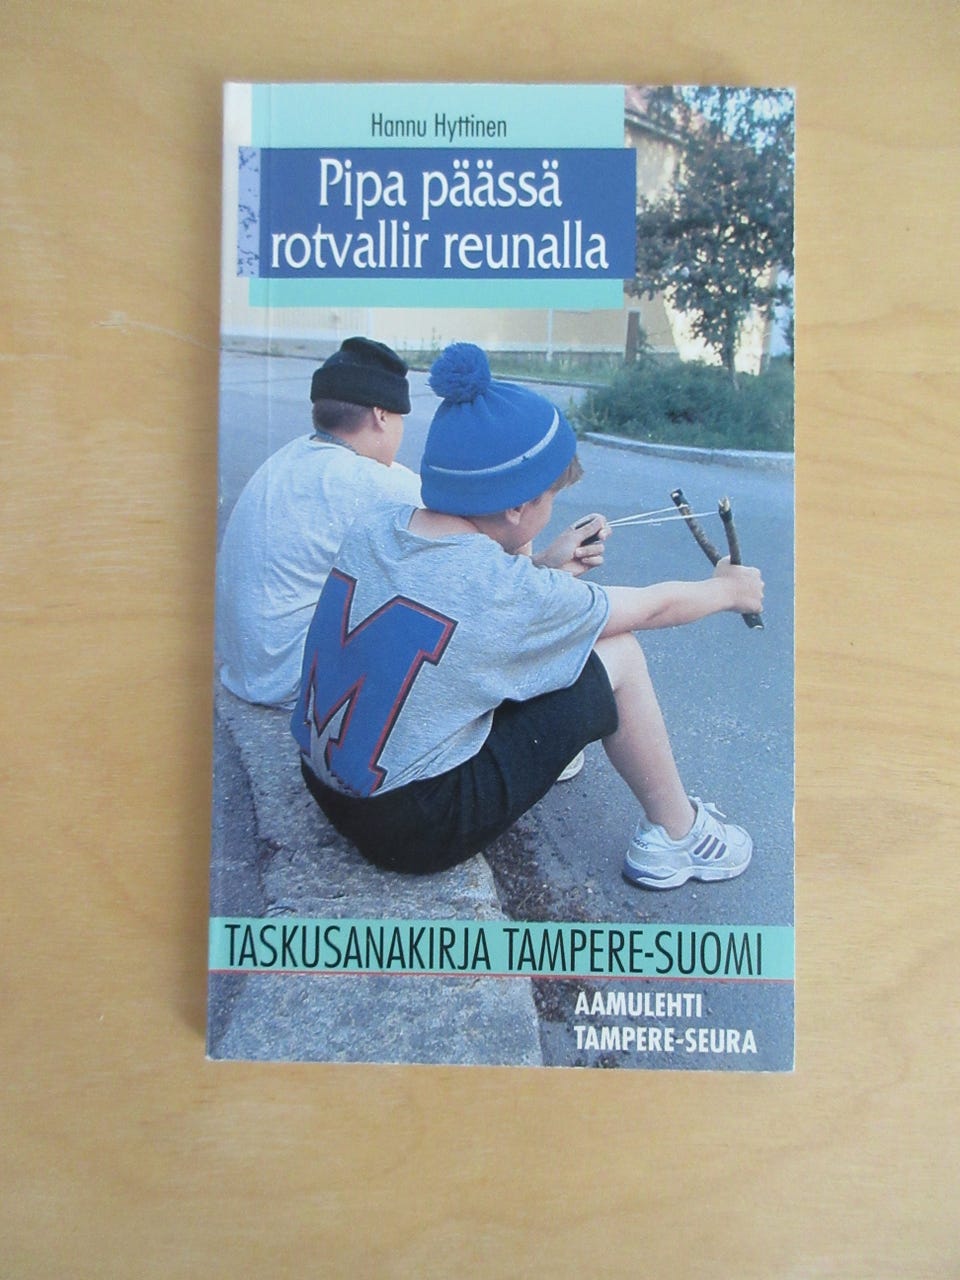 Hannu Hyttinen
Pipa päässä
rotvallir reunalla
M
TASKUSANAKIRJA TAMPERE-SUOMI
AAMULEHTI
TAMPERE-SEURA